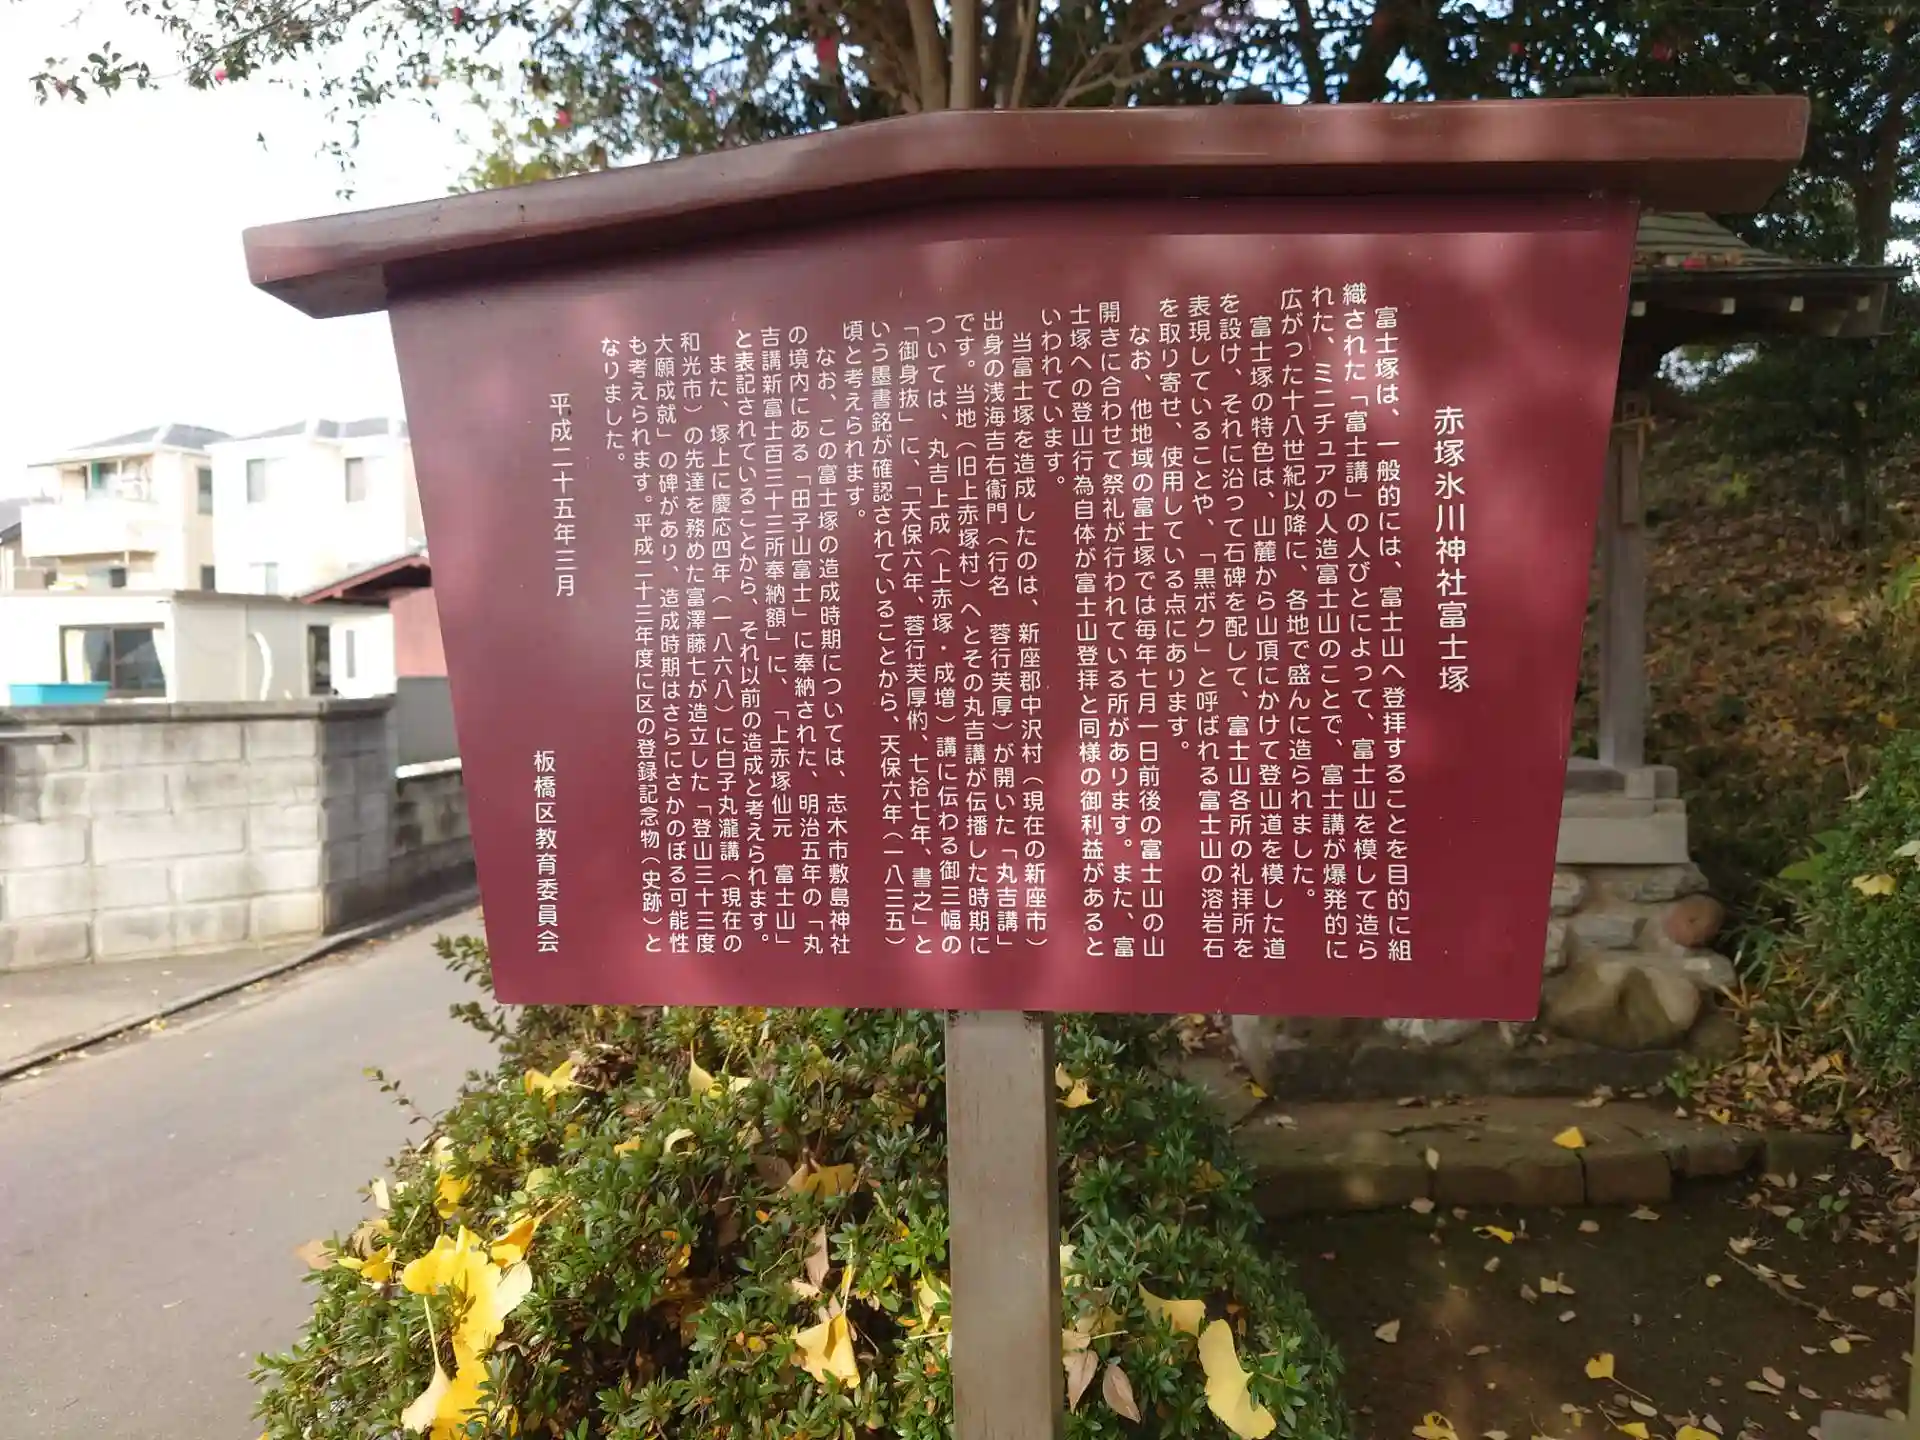 赤塚氷川神社富士塚
富士塚は、一般的には、富士山へ登拝することを目的に組
織された「富士講」の人びとによって、富士山を模して造ら
れた、ミニチュアの人造富士山のことで、富士講が爆発的に
広がった十八世紀以降に、各地で盛んに造られました。
富士塚の特色は、山麓から山頂にかけて登山道を模した道
を設け、それに沿って石碑を配して、富士山各所の礼拝所を
表現していることや、「黒ボク」と呼ばれる富士山の溶岩石
を取り寄せ、使用している点にあります。
なお、他地域の富士塚では毎年七月一日前後の富士山の山
開きに合わせて祭礼が行われている所があります。また、富
士塚への登山行為自体が富士山登拝と同様の御利益があると
いわれています。
当富士塚を造成したのは、新座郡中沢村（現在の新座市）
出身の浅海吉右衛門（行名　蓉行芙厚）が開いた「丸吉講」
です。当地（旧上赤塚村）へとその丸吉講が伝播した時期に
ついては、丸吉上成（上赤塚・成増）講に伝わる御三幅の
「御身抜」に、「天保六年、蓉行芙厚㑃、七拾七年、書之」と
いう墨書銘が確認されていることから、天保六年（一八三五）
頃と考えられます。
なお、この富士塚の造成時期については、志木市敷島神社
の境内にある「田子山富士」に奉納された、明治五年の「丸
吉講新富士百三十三所奉納額」に、「上赤塚仙元　富士山」
と表記されていることから、それ以前の造成と考えられます。
また、塚上に慶応四年（一八六八）に白子丸瀧講（現在の
和光市）の先達を務めた富澤藤七が造立した「登山三十三度
大願成就」の碑があり、造成時期はさらにさかのぼる可能性
も考えられます。平成二十三年度に区の登録記念物（史跡）と
なりました。
平成二十五年三月
板橋区教育委員会